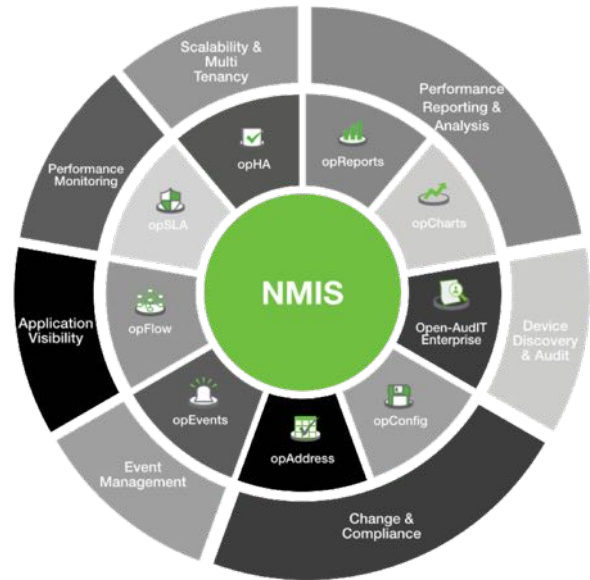 Scalability &
Multi
Tenancy
Performance
Reporting &
Analysis
Performance
Monitoring
opHA
opReports
opSLA
opCharts
NMIS
Application
Visibility
opFlow
Open-AudIT
Enterprise
Device
Discovery
& Audit
opEvents
opConfig
opAddress
Event
Management
Change &
Compliance